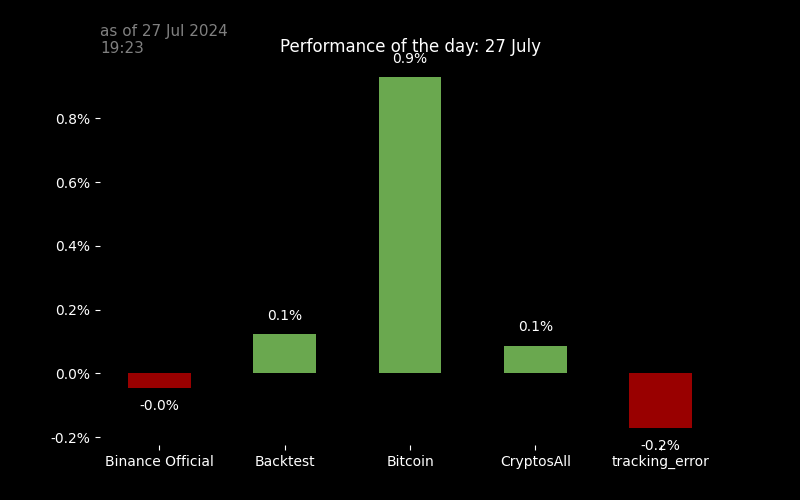 as of 27 Jul 2024
19:23
Performance of the day: 27 July
0.9%
0.8%
0.6%
0.4%
0.2%
0.1%
0.1%
0.0%
-0.0%
-0.2%
-0.2%
Binance Official
Backtest
Bitcoin
CryptosAll
tracking_error